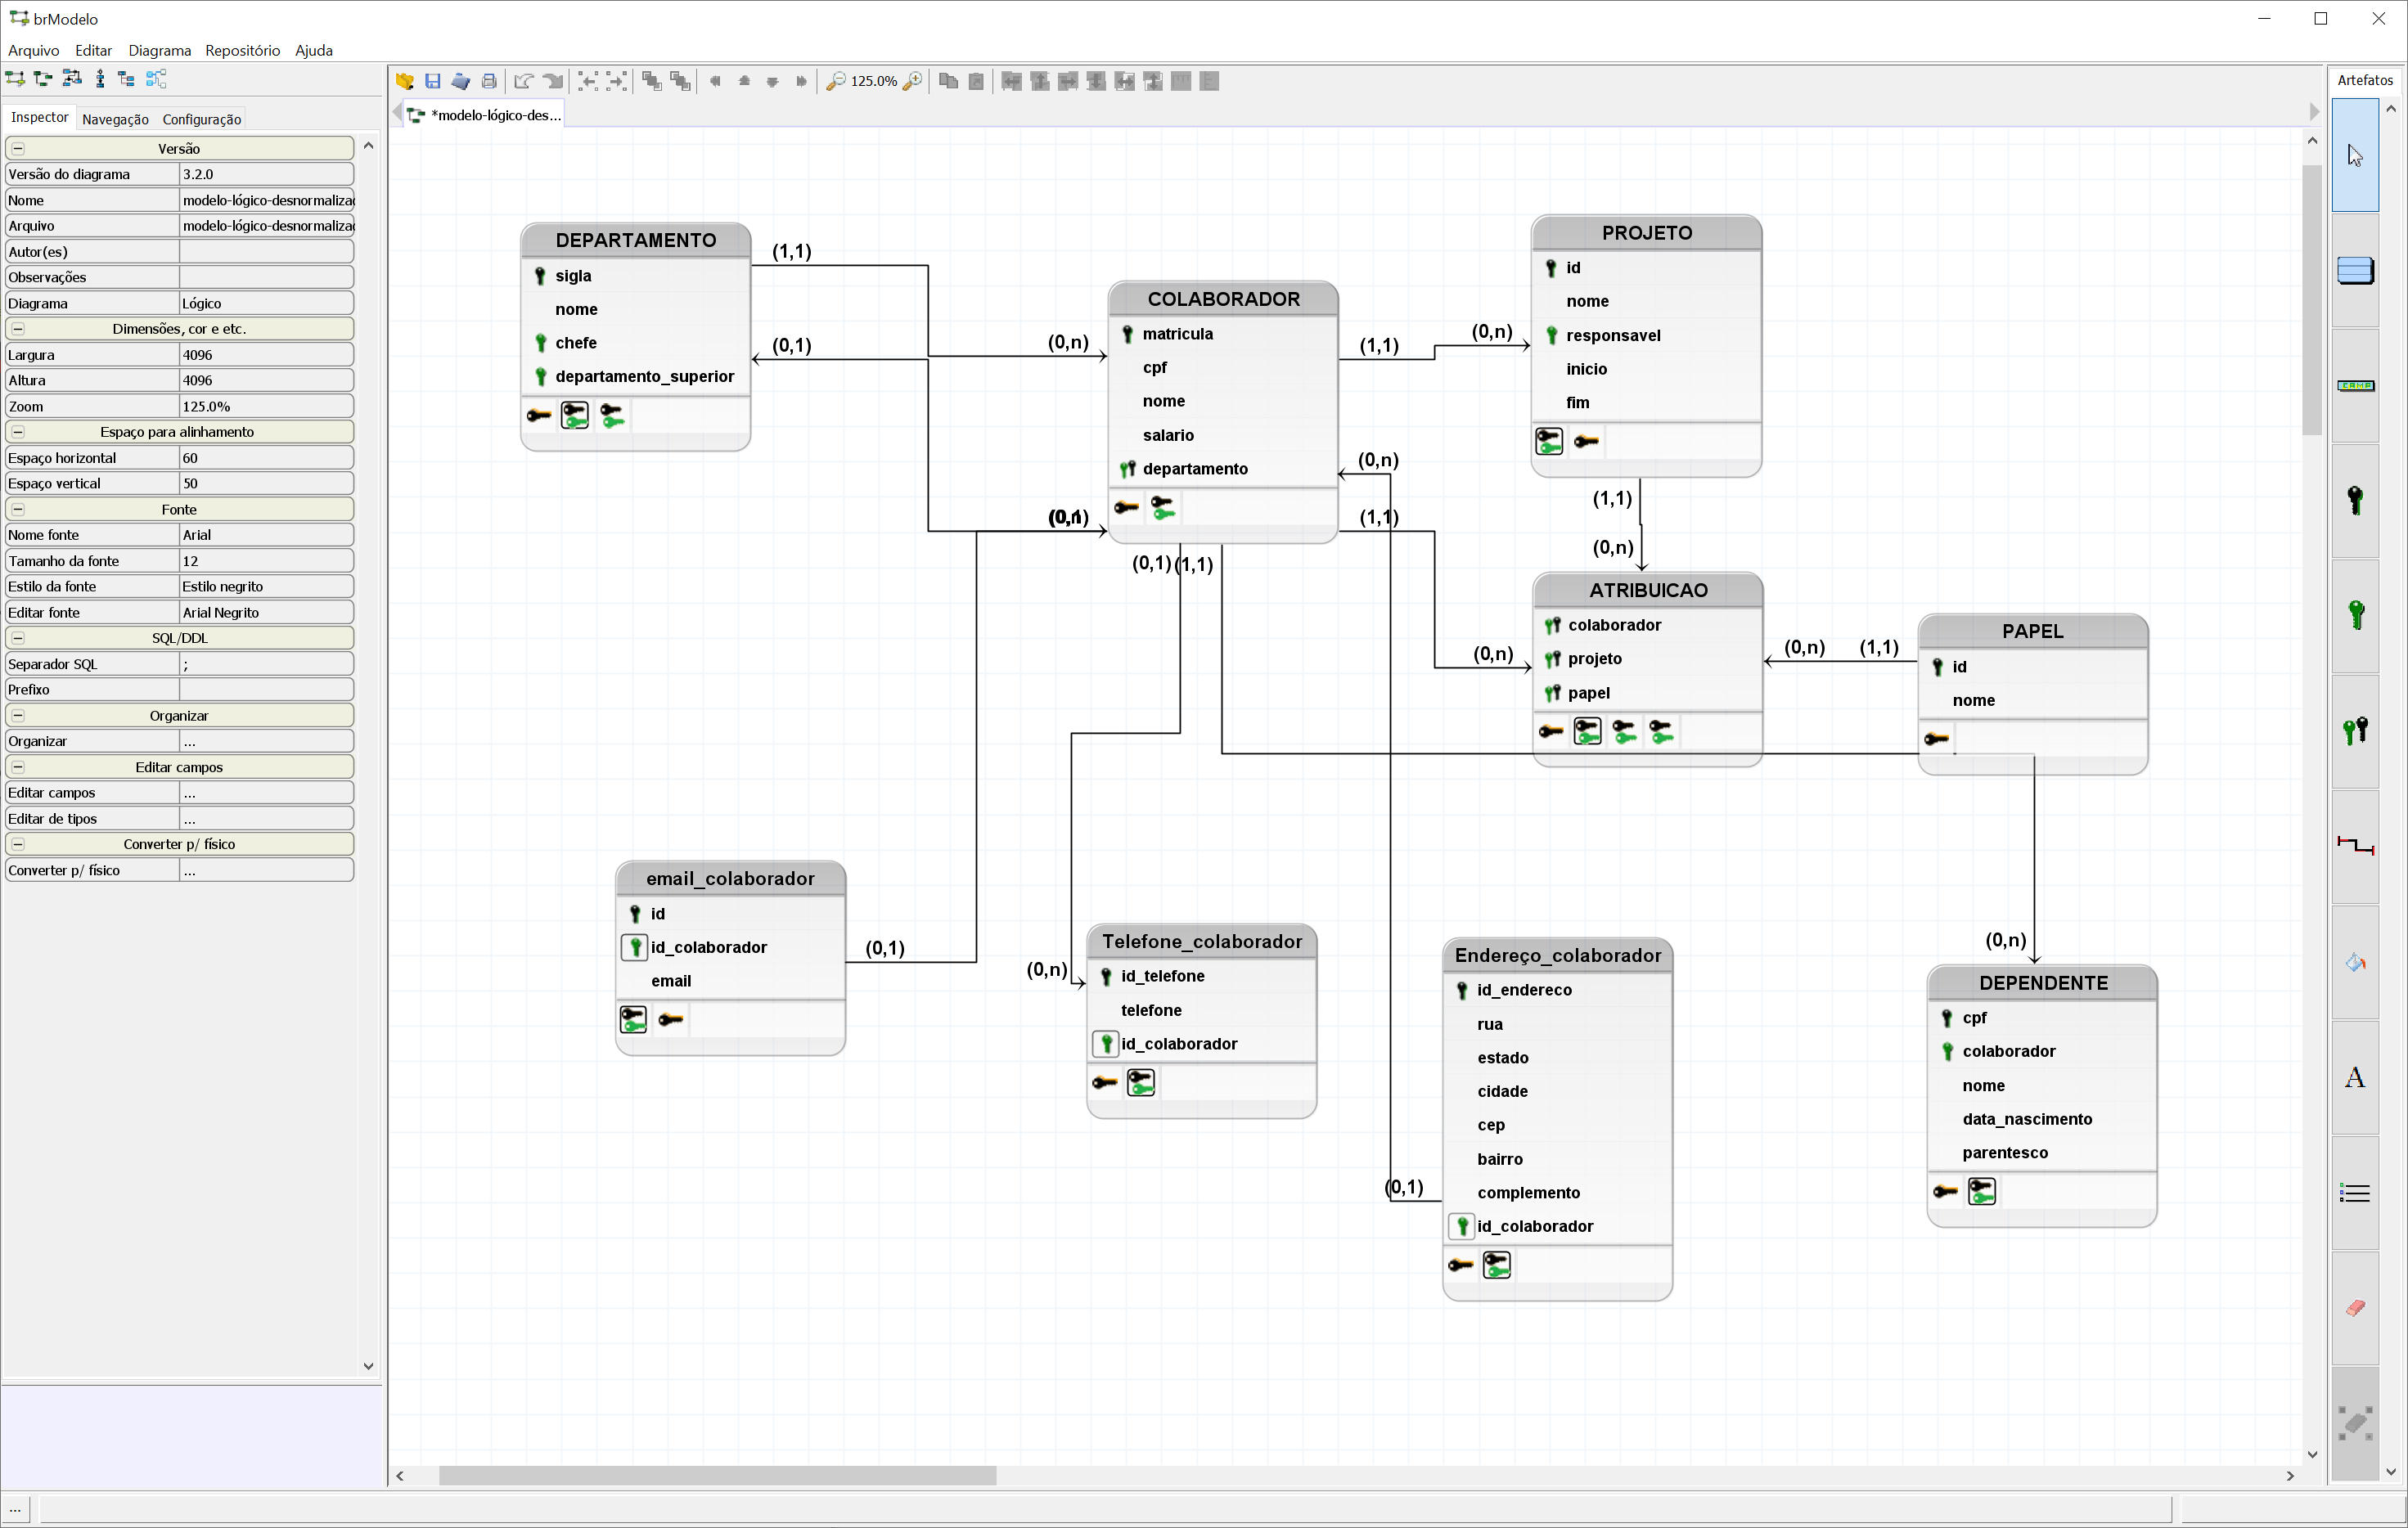 brModelo
Arquivo Editar Diagrama Repositório Ajuda
125.0%
Artefatos
Inspector Navegação Configuração
*modelo-lógico-des...
Versão
Versão do diagrama 3.2.0
Nome modelo-lógico-desnormaliza
Arquivo modelo-lógico-desnormaliza
Autor(es)
Observações
Diagrama Lógico
Dimensões, cor e etc.
Largura 4096
Altura 4096
Zoom 125.0%
Espaço para alinhamento
Espaço horizontal 60
Espaço vertical 50
Fonte
Nome fonte Arial
Tamanho da fonte 12
Estilo da fonte Estilo negrito
Editar fonte Arial Negrito
SQL/DDL
Separador SQL ;
Prefixo
Organizar
Organizar ...
Editar campos
Editar campos ...
Editar de tipos ...
Converter p/ físico
Converter p/ físico ...
DEPARTAMENTO
sigla
nome
chefe
departamento_superior
(1,1)
(0,1)
(0,n)
COLABORADOR
matricula
cpf
nome
salario
departamento
(1,1)
(0,n)
(0,n)
(1,1)
(0,1)
(1,1)
PROJETO
id
nome
responsavel
inicio
fim
(1,1)
(0,n)
ATRIBUICAO
colaborador
projeto
papel
(0,n)
(0,n)
(1,1)
PAPEL
id
nome
email_colaborador
id
id_colaborador
email
(0,1)
Telefone_colaborador
id_telefone
telefone
id_colaborador
(0,n)
Endereço_colaborador
id_endereco
rua
estado
cidade
cep
bairro
complemento
id_colaborador
(0,1)
(0,n)
DEPENDENTE
cpf
colaborador
nome
data_nascimento
parentesco
CAMPO
A
...